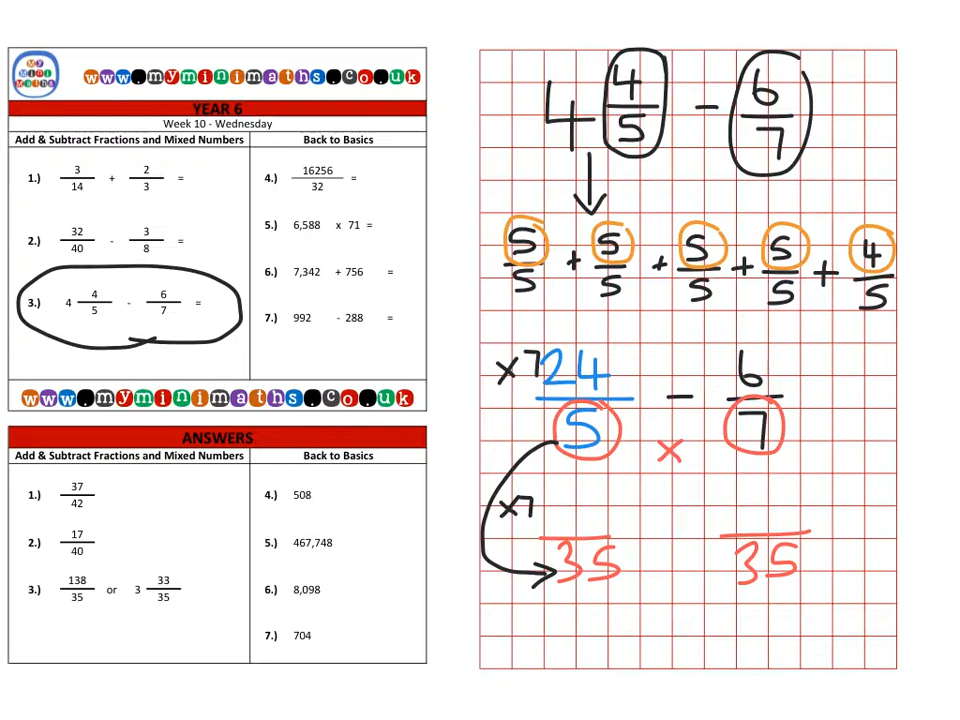 My
Mini
Maths
www.myminimaths.co.uk
YEAR 6
Week 10 - Wednesday
Add & Subtract Fractions and Mixed Numbers Back to Basics
1.) 3/14 + 2/3 =
4.) 16256/32 =
2.) 32/40 - 3/8 =
5.) 6,588 x 71 =
3.) 4 4/5 - 6/7 =
6.) 7,342 + 756 =
7.) 992 - 288 =
www.myminimaths.co.uk
ANSWERS
Add & Subtract Fractions and Mixed Numbers Back to Basics
1.) 37/42
4.) 508
2.) 17/40
5.) 467,748
3.) 138/35 or 3 33/35
6.) 8,098
7.) 704
4 4/5 - 6/7
5/5 + 5/5 + 5/5 + 5/5 + 4/5
x7 24/5 - 6/7
x
x7
35 35